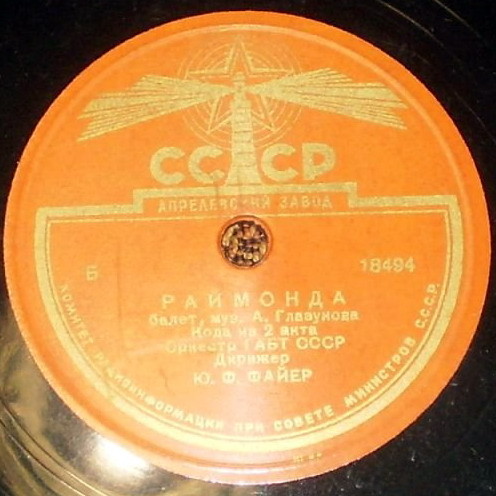 СССР
АПРЕЛЕВСКИЙ ЗАВОД
Б 18494
РАЙМОНДА
балет, муз. А. Глазунова
Кода из 2 акта
Оркестр ГАБТ СССР
Дирижер
Ю. Ф. ФАЙЕР
КОМИТЕТ РАДИОИНФОРМАЦИИ ПРИ СОВЕТЕ МИНИСТРОВ С.С.С.Р.